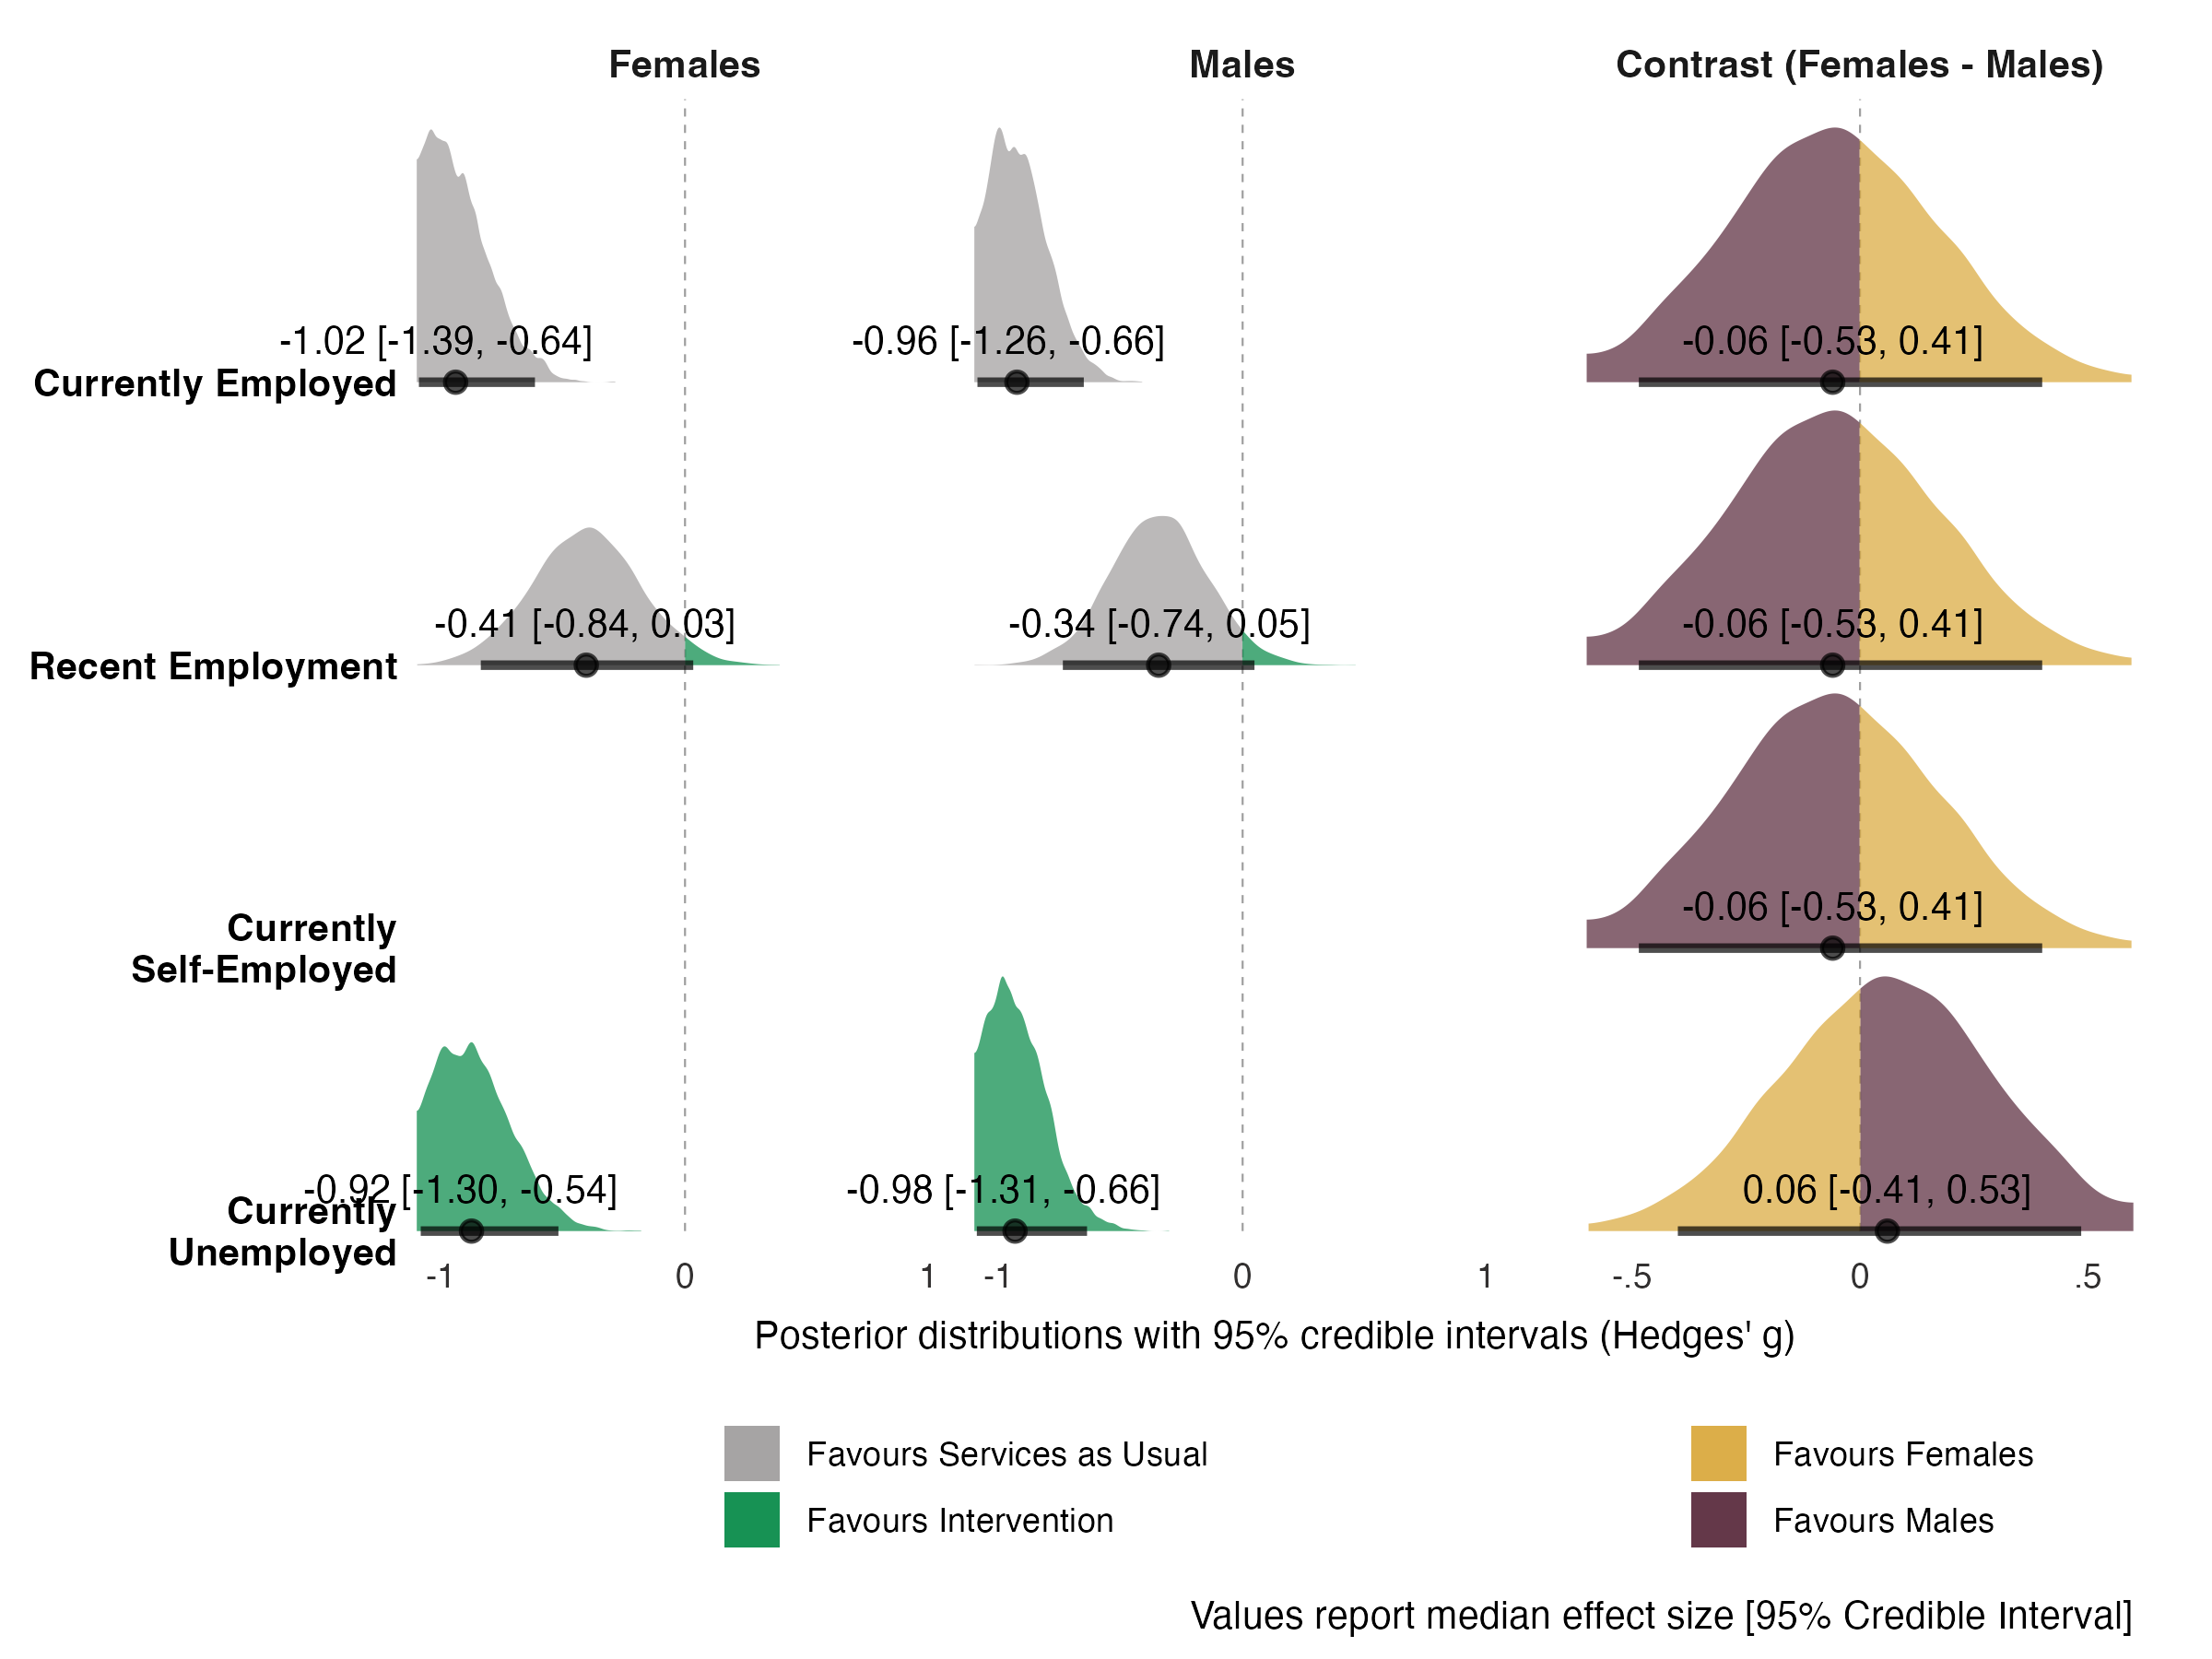 Females Males Contrast (Females - Males)
-1.02 [-1.39, -0.64] -0.96 [-1.26, -0.66] -0.06 [-0.53, 0.41]
Currently Employed
-0.41 [-0.84, 0.03] -0.34 [-0.74, 0.05] -0.06 [-0.53, 0.41]
Recent Employment
-0.06 [-0.53, 0.41]
Currently
Self-Employed
-0.92 [-1.30, -0.54] -0.98 [-1.31, -0.66] 0.06 [-0.41, 0.53]
Currently
Unemployed
-1 0 1 -1 0 1 -.5 0 .5
Posterior distributions with 95% credible intervals (Hedges' g)
Favours Services as Usual Favours Females
Favours Intervention Favours Males
Values report median effect size [95% Credible Interval]